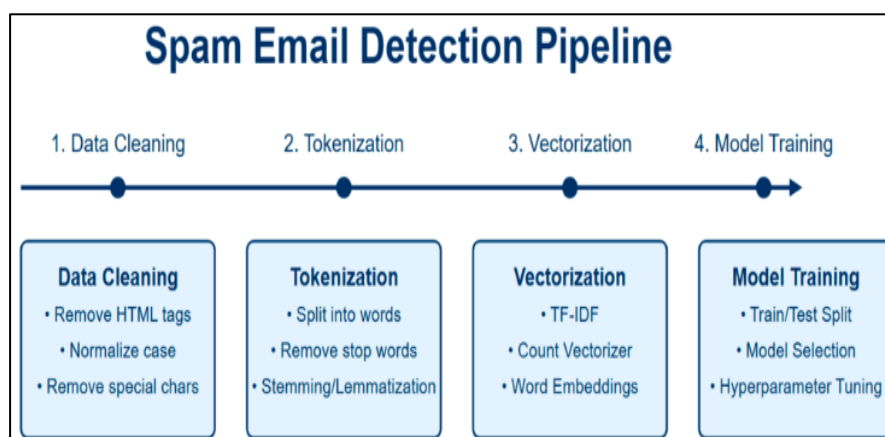 Spam Email Detection Pipeline
1. Data Cleaning
2. Tokenization
3. Vectorization
4. Model Training
Data Cleaning
• Remove HTML tags
• Normalize case
• Remove special chars
Tokenization
• Split into words
• Remove stop words
• Stemming/Lemmatization
Vectorization
• TF-IDF
• Count Vectorizer
• Word Embeddings
Model Training
• Train/Test Split
• Model Selection
• Hyperparameter Tuning